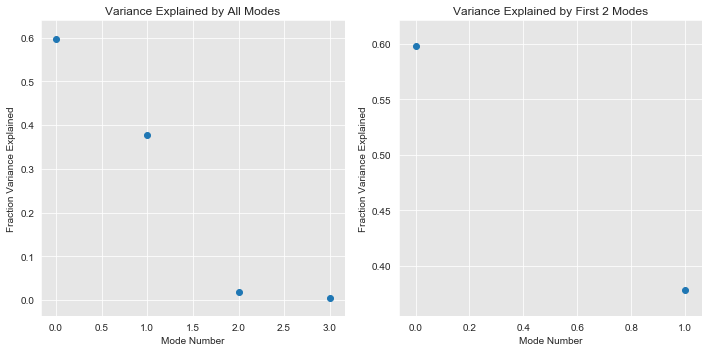 Variance Explained by All Modes
Fraction Variance Explained
0.6
0.5
0.4
0.3
0.2
0.1
0.0
0.0 0.5 1.0 1.5 2.0 2.5 3.0
Mode Number
Variance Explained by First 2 Modes
Fraction Variance Explained
0.60
0.55
0.50
0.45
0.40
0.0 0.2 0.4 0.6 0.8 1.0
Mode Number